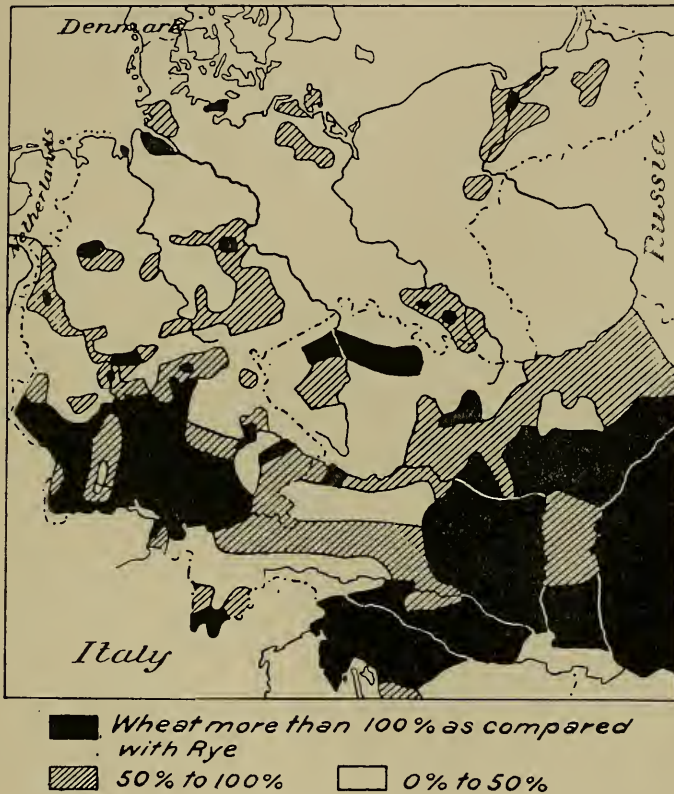 Denmark
Netherlands
Russia
Italy
Wheat more than 100% as compared
with Rye
50% to 100%
0% to 50%